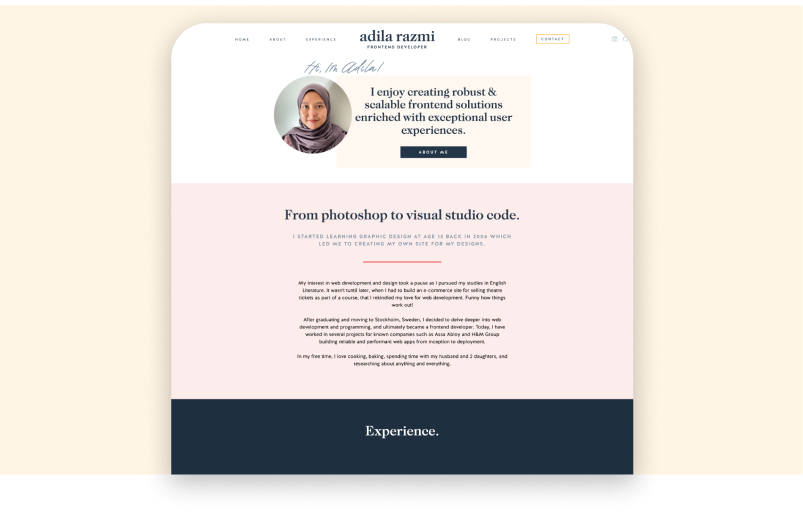 HOME ABOUT EXPERIENCE adila razmi BLOG PROJECTS CONTACT
FRONTEND DEVELOPER
Hi, I'm Adila!
I enjoy creating robust &
scalable frontend solutions
enriched with exceptional user
experiences.
ABOUT ME
From photoshop to visual studio code.
I STARTED LEARNING GRAPHIC DESIGN AT AGE 15 BACK IN 2006 WHICH
LED ME TO CREATING MY OWN SITE FOR MY DESIGNS.
My interest in web development and design took a pause as I pursued my studies in English
Literature. It wasn't until later, when I had to build an e-commerce site for selling theatre
tickets as part of a course, that I rekindled my love for web development. Funny how things
work out!
After graduating and moving to Stockholm, Sweden, I decided to delve deeper into web
development and programming, and ultimately became a frontend developer. Today, I have
worked in several projects for known companies such as Assa Abloy and H&M Group
building reliable and performant web apps from inception to deployment.
In my free time, I love cooking, baking, spending time with my husband and 2 daughters, and
researching about anything and everything.
Experience.